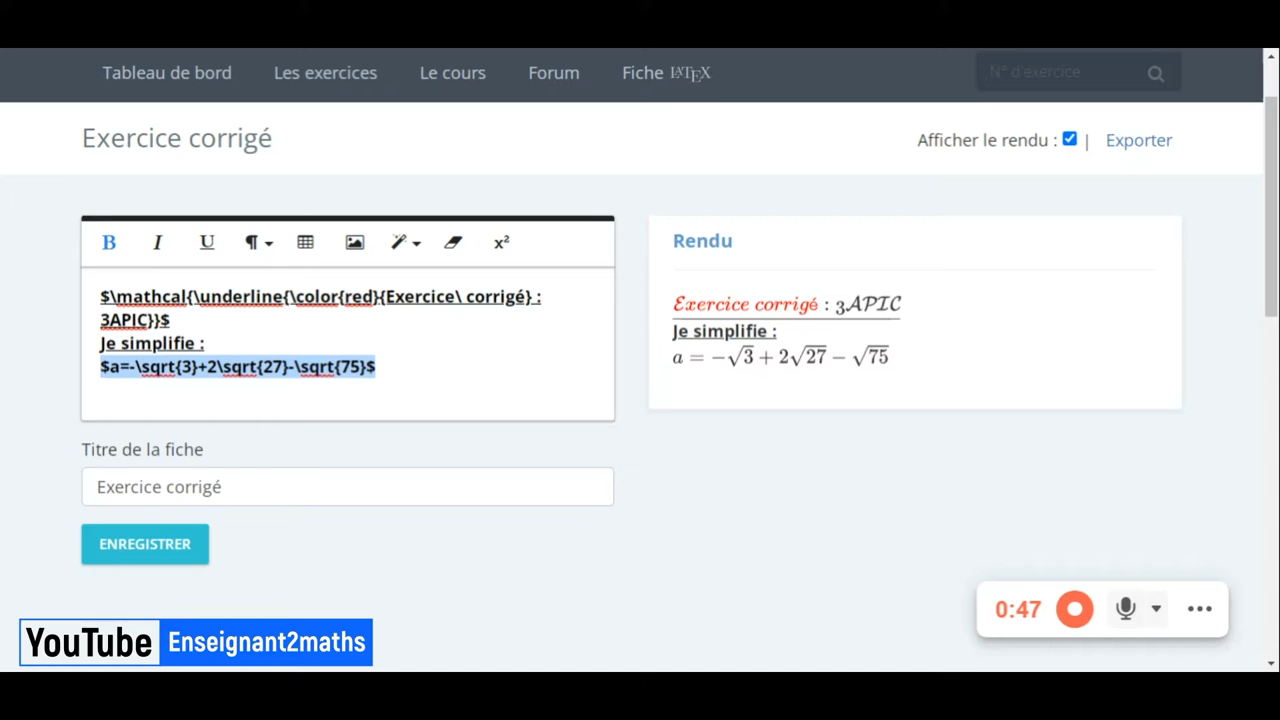 Tableau de bord Les exercices Le cours Forum Fiche LATEX N° d'exercice
Exercice corrigé
Afficher le rendu : | Exporter
B I U ¶ x²
$\mathcal{\underline{\color{red}{Exercice\ corrigé} :
3APIC}}$
Je simplifie :
$a=-\sqrt{3}+2\sqrt{27}-\sqrt{75}$
Rendu
Exercice corrigé : 3APIC
Je simplifie :
a = −√3 + 2√27 − √75
Titre de la fiche
Exercice corrigé
ENREGISTRER
0:47
YouTube Enseignant2maths